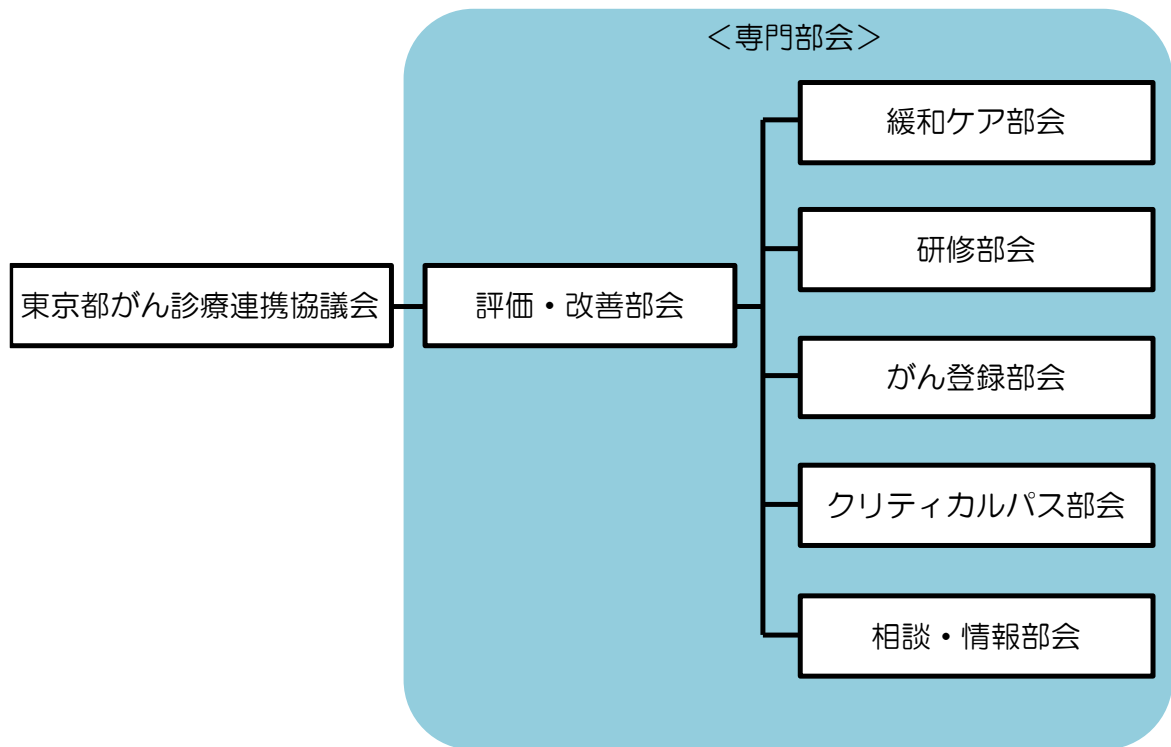 ＜専門部会＞
東京都がん診療連携協議会
評価・改善部会
緩和ケア部会
研修部会
がん登録部会
クリティカルパス部会
相談・情報部会